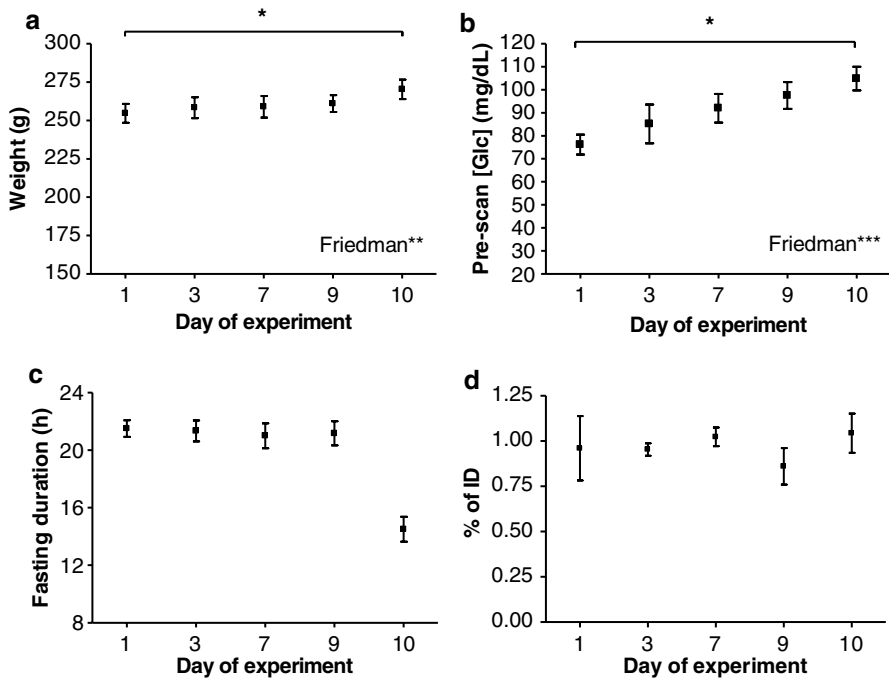 a
*
Weight (g)
300
275
250
225
200
175
150
Friedman**
1 3 7 9 10
Day of experiment
b
*
Pre-scan [Glc] (mg/dL)
120
110
100
90
80
70
60
50
40
30
20
Friedman***
1 3 7 9 10
Day of experiment
c
Fasting duration (h)
24
20
16
12
8
1 3 7 9 10
Day of experiment
d
% of ID
1.25
1.00
0.75
0.50
0.25
0.00
1 3 7 9 10
Day of experiment